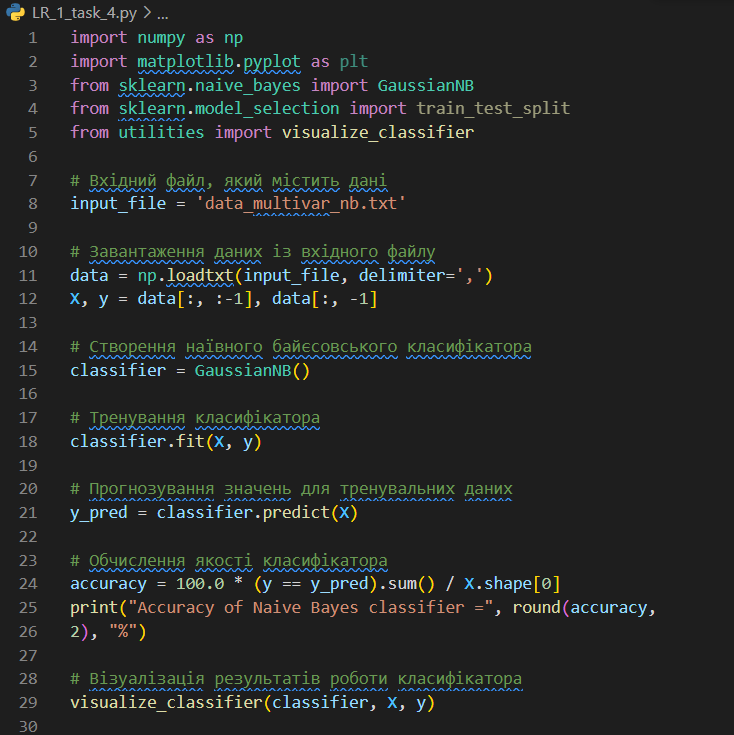 LR_1_task_4.py > ...
1 import numpy as np
2 import matplotlib.pyplot as plt
3 from sklearn.naive_bayes import GaussianNB
4 from sklearn.model_selection import train_test_split
5 from utilities import visualize_classifier
6
7 # Вхідний файл, який містить дані
8 input_file = 'data_multivar_nb.txt'
9
10 # Завантаження даних із вхідного файлу
11 data = np.loadtxt(input_file, delimiter=',')
12 X, y = data[:, :-1], data[:, -1]
13
14 # Створення наївного байєсовського класифікатора
15 classifier = GaussianNB()
16
17 # Тренування класифікатора
18 classifier.fit(X, y)
19
20 # Прогнозування значень для тренувальних даних
21 y_pred = classifier.predict(X)
22
23 # Обчислення якості класифікатора
24 accuracy = 100.0 * (y == y_pred).sum() / X.shape[0]
25 print("Accuracy of Naive Bayes classifier =", round(accuracy,
26 2), "%")
27
28 # Візуалізація результатів роботи класифікатора
29 visualize_classifier(classifier, X, y)
30